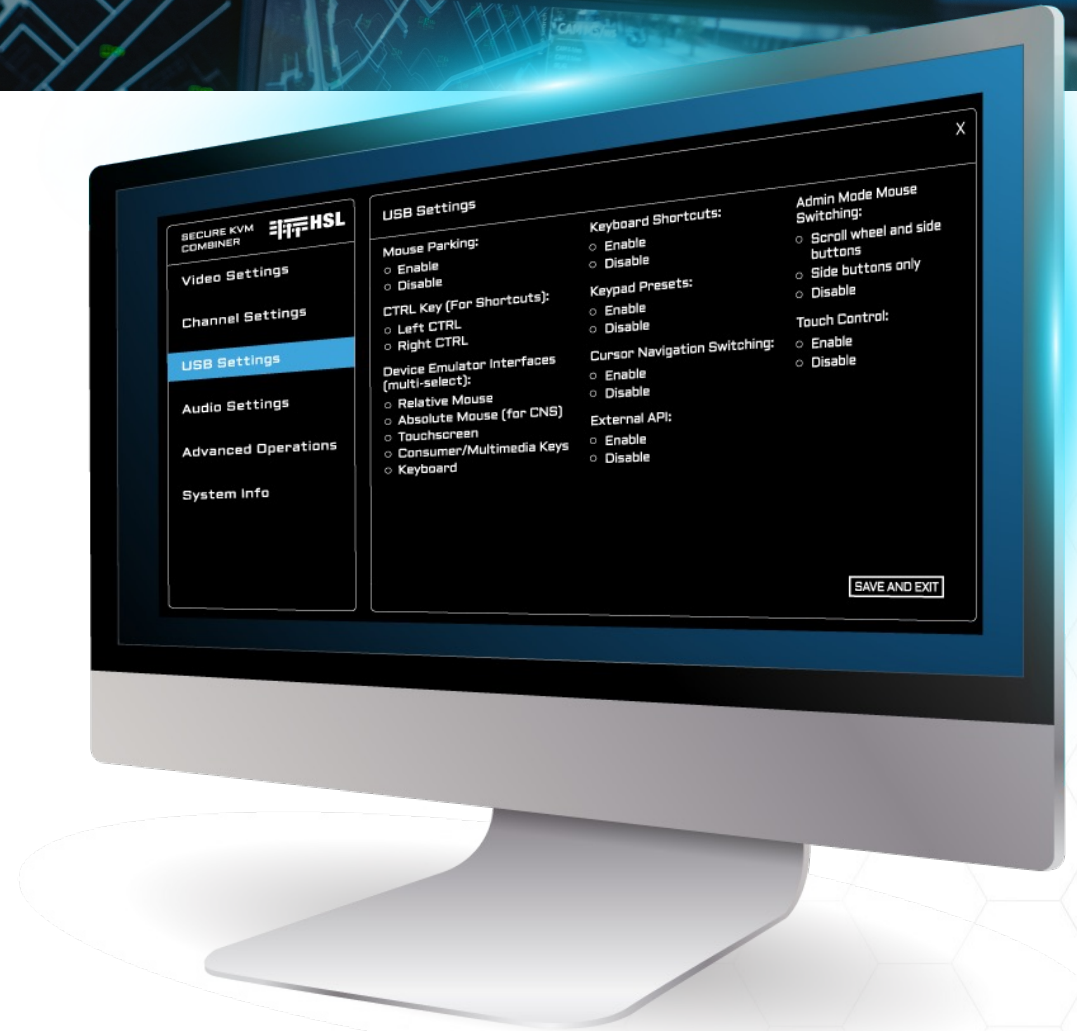 CAMERAS
SECURE KVM
COMBINER
HSL
Video Settings
Channel Settings
USB Settings
Audio Settings
Advanced Operations
System Info
X
USB Settings
Mouse Parking:
Enable
Disable
CTRL Key (For Shortcuts):
Left CTRL
Right CTRL
Device Emulator Interfaces
(multi-select):
Relative Mouse
Absolute Mouse (for CNS)
Touchscreen
Consumer/Multimedia Keys
Keyboard
Keyboard Shortcuts:
Enable
Disable
Keypad Presets:
Enable
Disable
Cursor Navigation Switching:
Enable
Disable
External API:
Enable
Disable
Admin Mode Mouse
Switching:
Scroll wheel and side
buttons
Side buttons only
Disable
Touch Control:
Enable
Disable
SAVE AND EXIT